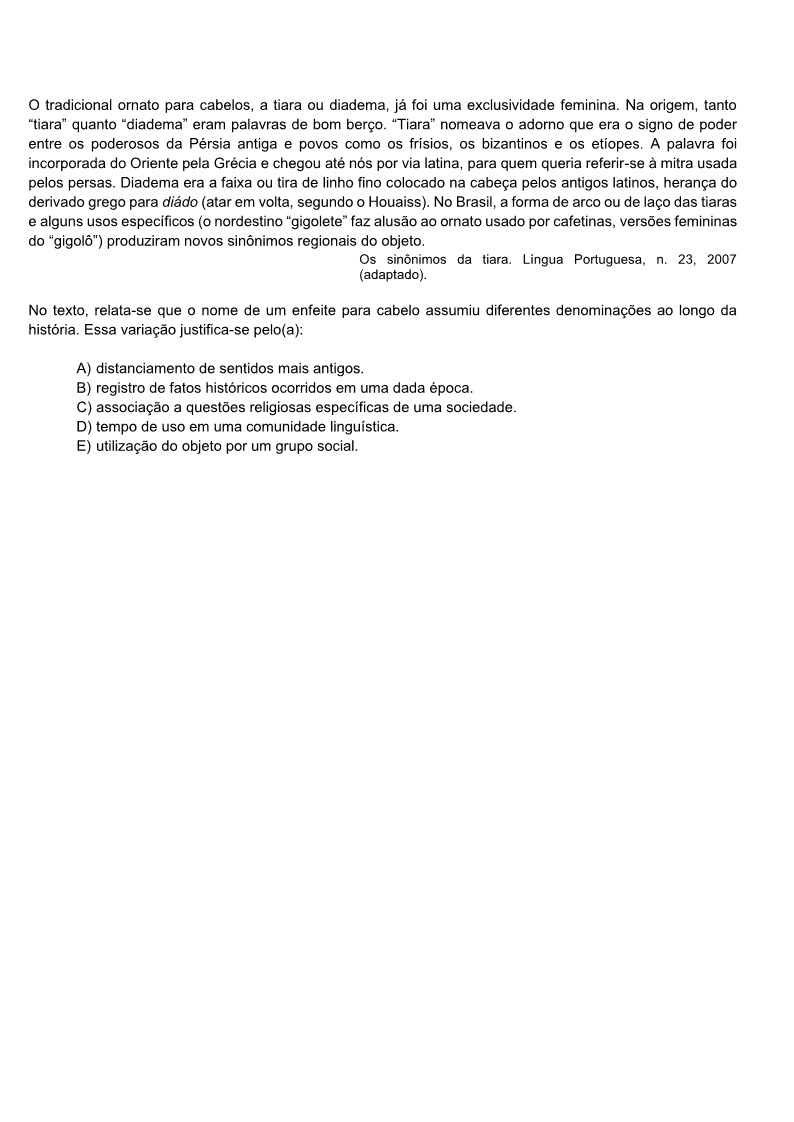 O tradicional ornato para cabelos, a tiara ou diadema, já foi uma exclusividade feminina. Na origem, tanto
“tiara” quanto “diadema” eram palavras de bom berço. “Tiara” nomeava o adorno que era o signo de poder
entre os poderosos da Pérsia antiga e povos como os frísios, os bizantinos e os etíopes. A palavra foi
incorporada do Oriente pela Grécia e chegou até nós por via latina, para quem queria referir-se à mitra usada
pelos persas. Diadema era a faixa ou tira de linho fino colocado na cabeça pelos antigos latinos, herança do
derivado grego para diádo (atar em volta, segundo o Houaiss). No Brasil, a forma de arco ou de laço das tiaras
e alguns usos específicos (o nordestino “gigolete” faz alusão ao ornato usado por cafetinas, versões femininas
do “gigolô”) produziram novos sinônimos regionais do objeto.
Os sinônimos da tiara. Língua Portuguesa, n. 23, 2007
(adaptado).
No texto, relata-se que o nome de um enfeite para cabelo assumiu diferentes denominações ao longo da
história. Essa variação justifica-se pelo(a):
A) distanciamento de sentidos mais antigos.
B) registro de fatos históricos ocorridos em uma dada época.
C) associação a questões religiosas específicas de uma sociedade.
D) tempo de uso em uma comunidade linguística.
E) utilização do objeto por um grupo social.